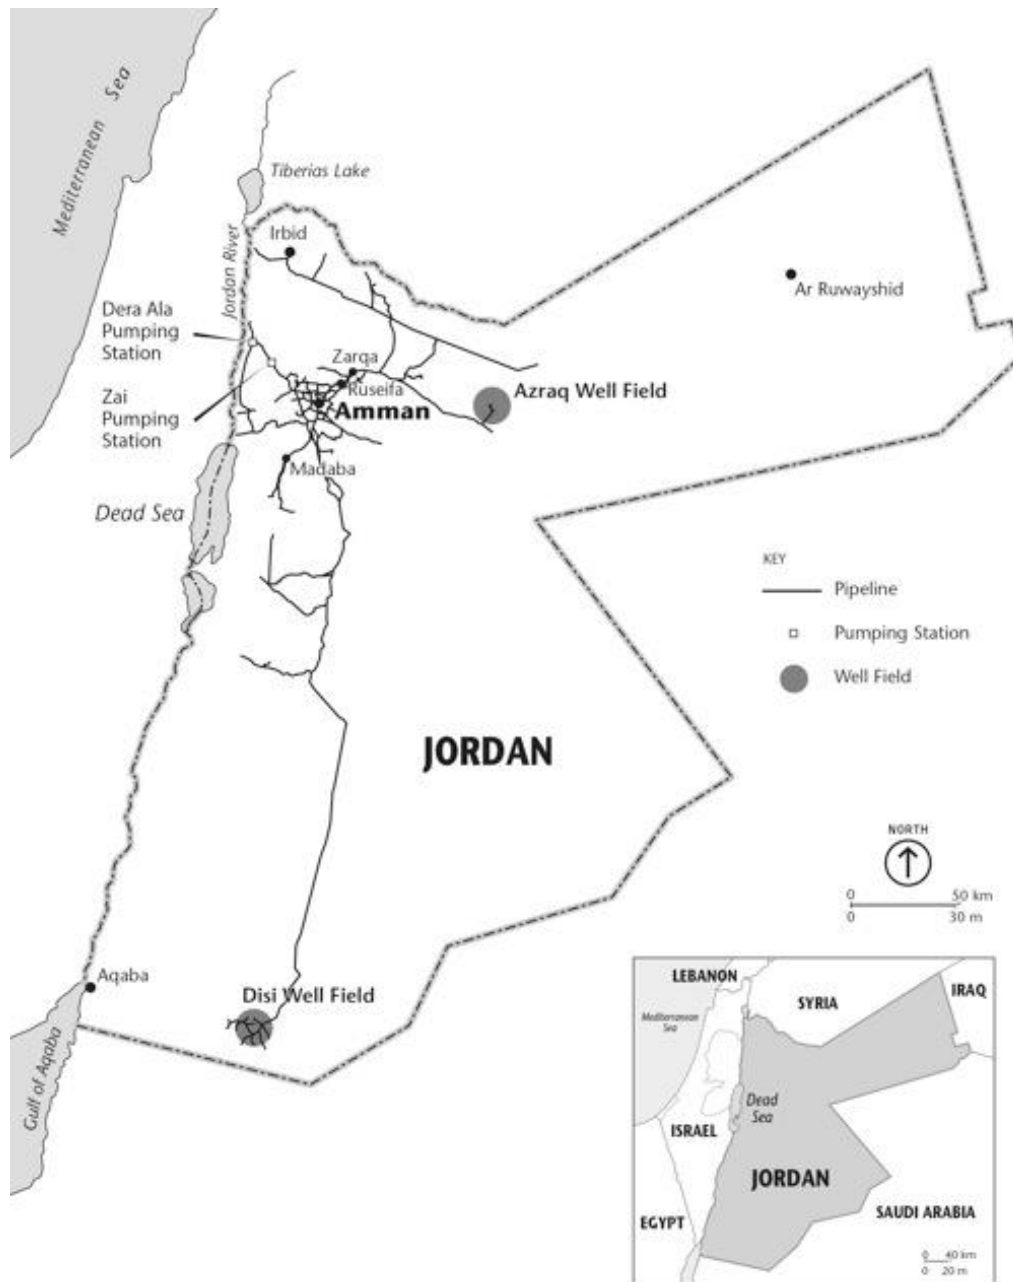 Mediterranean Sea
Tiberias Lake
Jordan River
Irbid
Ar Ruwayshid
Dera Ala
Pumping
Station
Zai
Pumping
Station
Zarqa
Ruseifa
Amman
Azraq Well Field
Madaba
Dead Sea
KEY
Pipeline
Pumping Station
Well Field
JORDAN
NORTH
0 50 km
0 30 m
Aqaba
Disi Well Field
Gulf of Aqaba
LEBANON
SYRIA
IRAQ
Mediterranean
Sea
Dead
Sea
ISRAEL
JORDAN
EGYPT
SAUDI ARABIA
0 40 km
0 20 m